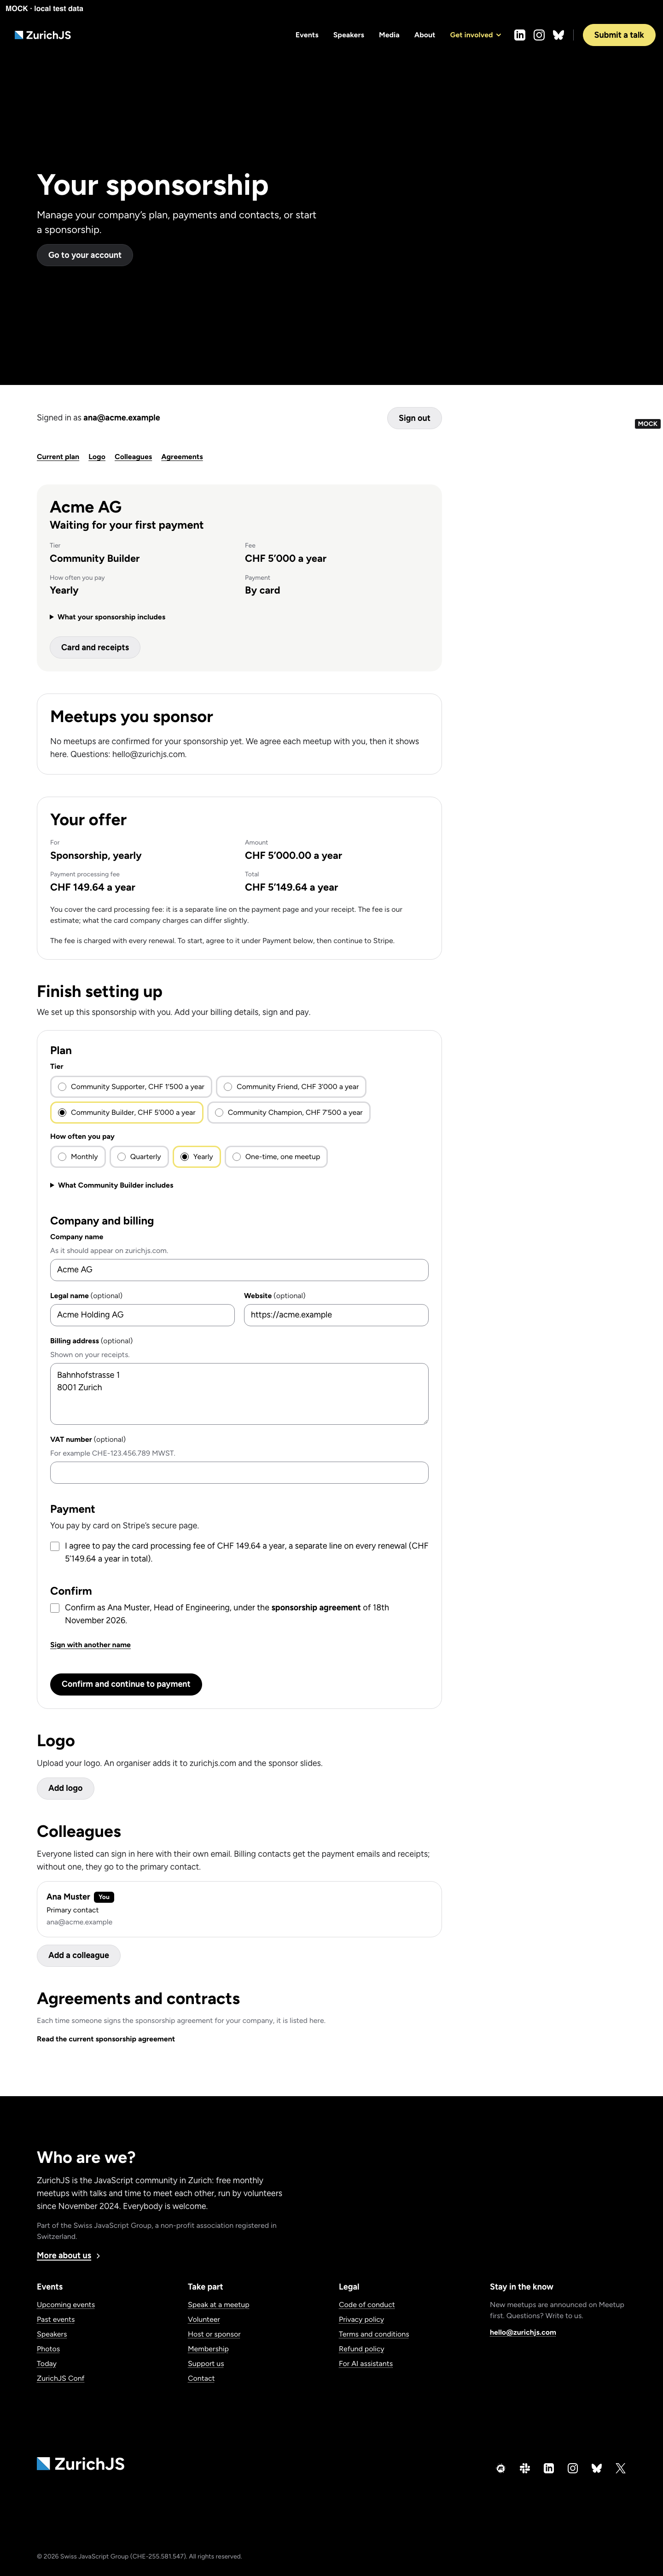 MOCK · local test data
ZurichJS
Events
Speakers
Media
About
Get involved
Submit a talk
Your sponsorship
Manage your company’s plan, payments and contacts, or start
a sponsorship.
Go to your account
Signed in as ana@acme.example
Sign out
MOCK
Current plan
Logo
Colleagues
Agreements
Acme AG
Waiting for your first payment
Tier
Community Builder
Fee
CHF 5’000 a year
How often you pay
Yearly
Payment
By card
What your sponsorship includes
Card and receipts
Meetups you sponsor
No meetups are confirmed for your sponsorship yet. We agree each meetup with you, then it shows
here. Questions: hello@zurichjs.com.
Your offer
For
Sponsorship, yearly
Amount
CHF 5’000.00 a year
Payment processing fee
CHF 149.64 a year
Total
CHF 5’149.64 a year
You cover the card processing fee: it is a separate line on the payment page and your receipt. The fee is our
estimate; what the card company charges can differ slightly.
The fee is charged with every renewal. To start, agree to it under Payment below, then continue to Stripe.
Finish setting up
We set up this sponsorship with you. Add your billing details, sign and pay.
Plan
Tier
Community Supporter, CHF 1’500 a year
Community Friend, CHF 3’000 a year
Community Builder, CHF 5’000 a year
Community Champion, CHF 7’500 a year
How often you pay
Monthly
Quarterly
Yearly
One-time, one meetup
What Community Builder includes
Company and billing
Company name
As it should appear on zurichjs.com.
Acme AG
Legal name (optional)
Acme Holding AG
Website (optional)
https://acme.example
Billing address (optional)
Shown on your receipts.
Bahnhofstrasse 1
8001 Zurich
VAT number (optional)
For example CHE-123.456.789 MWST.
Payment
You pay by card on Stripe’s secure page.
I agree to pay the card processing fee of CHF 149.64 a year, a separate line on every renewal (CHF
5’149.64 a year in total).
Confirm
Confirm as Ana Muster, Head of Engineering, under the sponsorship agreement of 18th
November 2026.
Sign with another name
Confirm and continue to payment
Logo
Upload your logo. An organiser adds it to zurichjs.com and the sponsor slides.
Add logo
Colleagues
Everyone listed can sign in here with their own email. Billing contacts get the payment emails and receipts;
without one, they go to the primary contact.
Ana Muster You
Primary contact
ana@acme.example
Add a colleague
Agreements and contracts
Each time someone signs the sponsorship agreement for your company, it is listed here.
Read the current sponsorship agreement
Who are we?
ZurichJS is the JavaScript community in Zurich: free monthly
meetups with talks and time to meet each other, run by volunteers
since November 2024. Everybody is welcome.
Part of the Swiss JavaScript Group, a non-profit association registered in
Switzerland.
More about us
Events
Upcoming events
Past events
Speakers
Photos
Today
ZurichJS Conf
Take part
Speak at a meetup
Volunteer
Host or sponsor
Membership
Support us
Contact
Legal
Code of conduct
Privacy policy
Terms and conditions
Refund policy
For AI assistants
Stay in the know
New meetups are announced on Meetup
first. Questions? Write to us.
hello@zurichjs.com
ZurichJS
© 2026 Swiss JavaScript Group (CHE-255.581.547). All rights reserved.